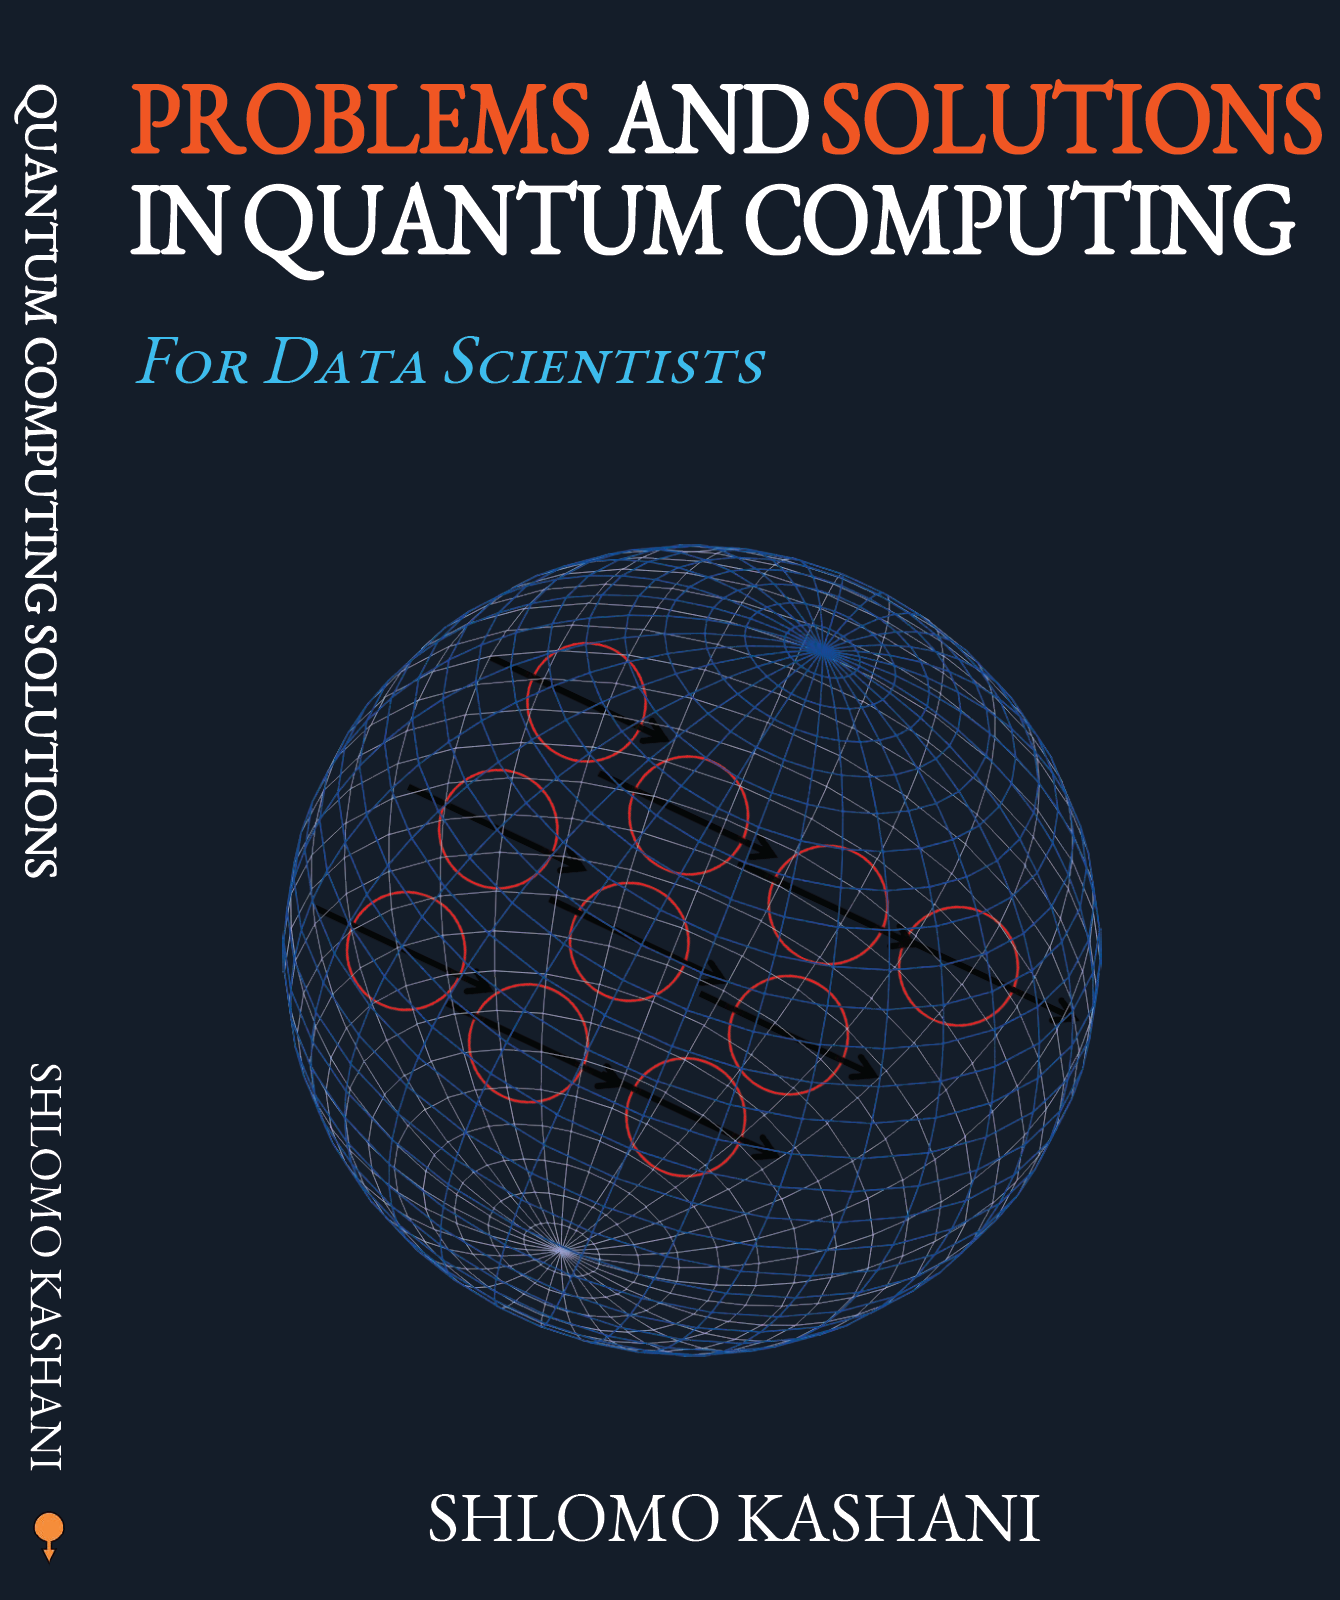 PROBLEMS AND SOLUTIONS
IN QUANTUM COMPUTING
FOR DATA SCIENTISTS
SHLOMO KASHANI
QUANTUM COMPUTING SOLUTIONS
SHLOMO KASHANI